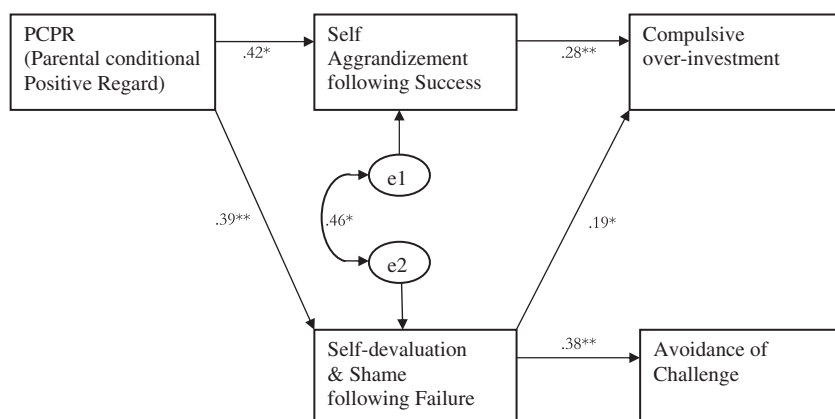 PCPR
(Parental conditional
Positive Regard)
.42*
Self
Aggrandizement
following Success
.28**
Compulsive
over-investment
e1
.39**
.46*
.19*
e2
Self-devaluation
& Shame
following Failure
.38**
Avoidance of
Challenge